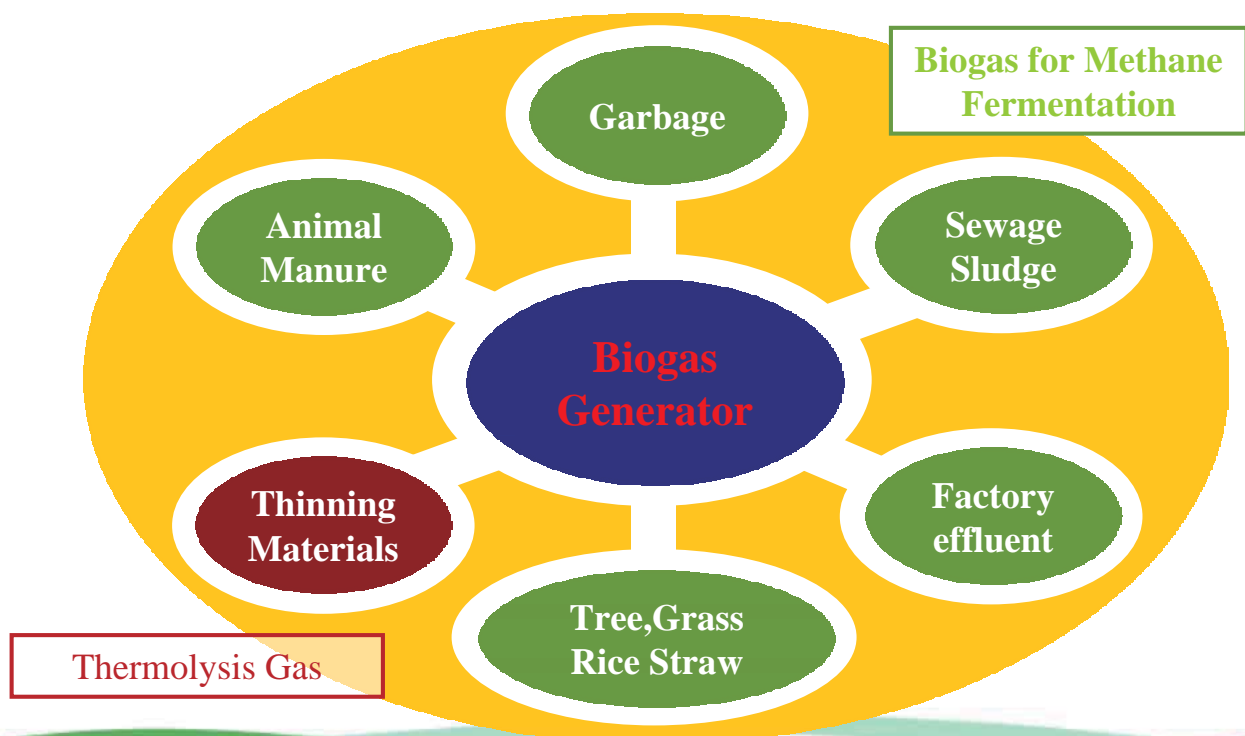 Biogas for Methane
Fermentation
Garbage
Animal
Manure
Sewage
Sludge
Biogas
Generator
Thinning
Materials
Factory
effluent
Tree,Grass
Rice Straw
Thermolysis Gas